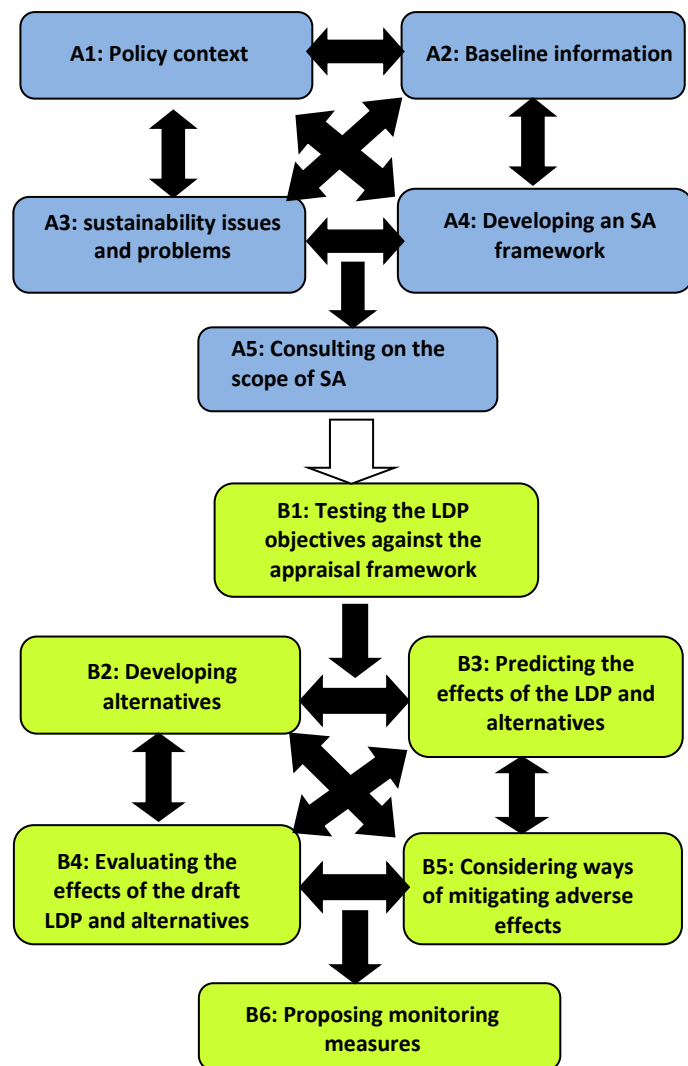 A1: Policy context
A2: Baseline information
A3: sustainability issues
and problems
A4: Developing an SA
framework
A5: Consulting on the
scope of SA
B1: Testing the LDP
objectives against the
appraisal framework
B2: Developing
alternatives
B3: Predicting the
effects of the LDP and
alternatives
B4: Evaluating the
effects of the draft
LDP and alternatives
B5: Considering ways
of mitigating adverse
effects
B6: Proposing monitoring
measures